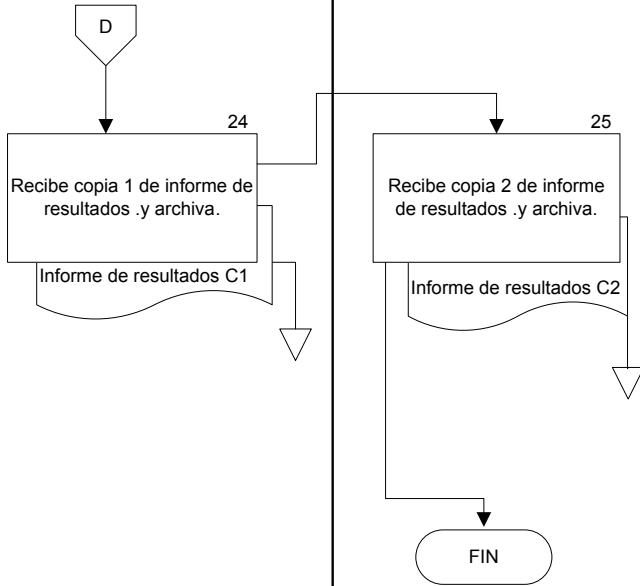 D
24
Recibe copia 1 de informe de
resultados .y archiva.
Informe de resultados C1
25
Recibe copia 2 de informe
de resultados .y archiva.
Informe de resultados C2
FIN